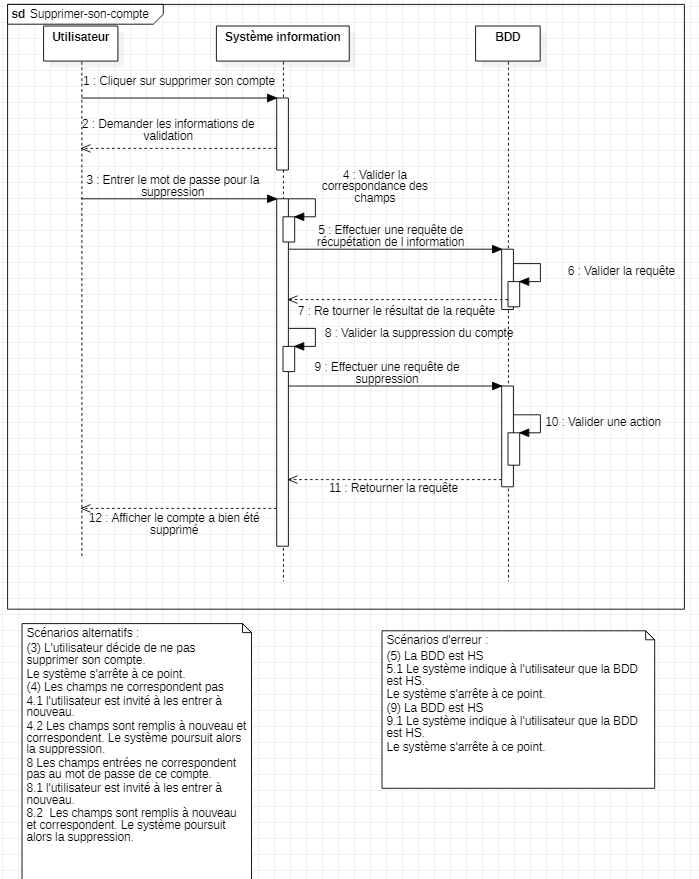 sd Supprimer-son-compte
Utilisateur
Système information
BDD
1 : Cliquer sur supprimer son compte
2 : Demander les informations de
validation
3 : Entrer le mot de passe pour la
suppression
4 : Valider la
correspondance des
champs
5 : Effectuer une requête de
récupétation de l information
6 : Valider la requête
7 : Re tourner le résultat de la requête
8 : Valider la suppression du compte
9 : Effectuer une requête de
suppression
10 : Valider une action
11 : Retourner la requête
12 : Afficher le compte a bien été
supprimé
Scénarios alternatifs :
(3) L'utilisateur décide de ne pas
supprimer son compte.
Le système s'arrête à ce point.
(4) Les champs ne correspondent pas
4.1 l'utilisateur est invité à les entrer à
nouveau.
4.2 Les champs sont remplis à nouveau et
correspondent. Le système poursuit alors
la suppression.
8 Les champs entrées ne correspondent
pas au mot de passe de ce compte.
8.1 l'utilisateur est invité à les entrer à
nouveau.
8.2 Les champs sont remplis à nouveau
et correspondent. Le système poursuit
alors la suppression.
Scénarios d'erreur :
(5) La BDD est HS
5.1 Le système indique à l'utilisateur que la BDD
est HS.
Le système s'arrête à ce point.
(9) La BDD est HS
9.1 Le système indique à l'utilisateur que la BDD
est HS.
Le système s'arrête à ce point.